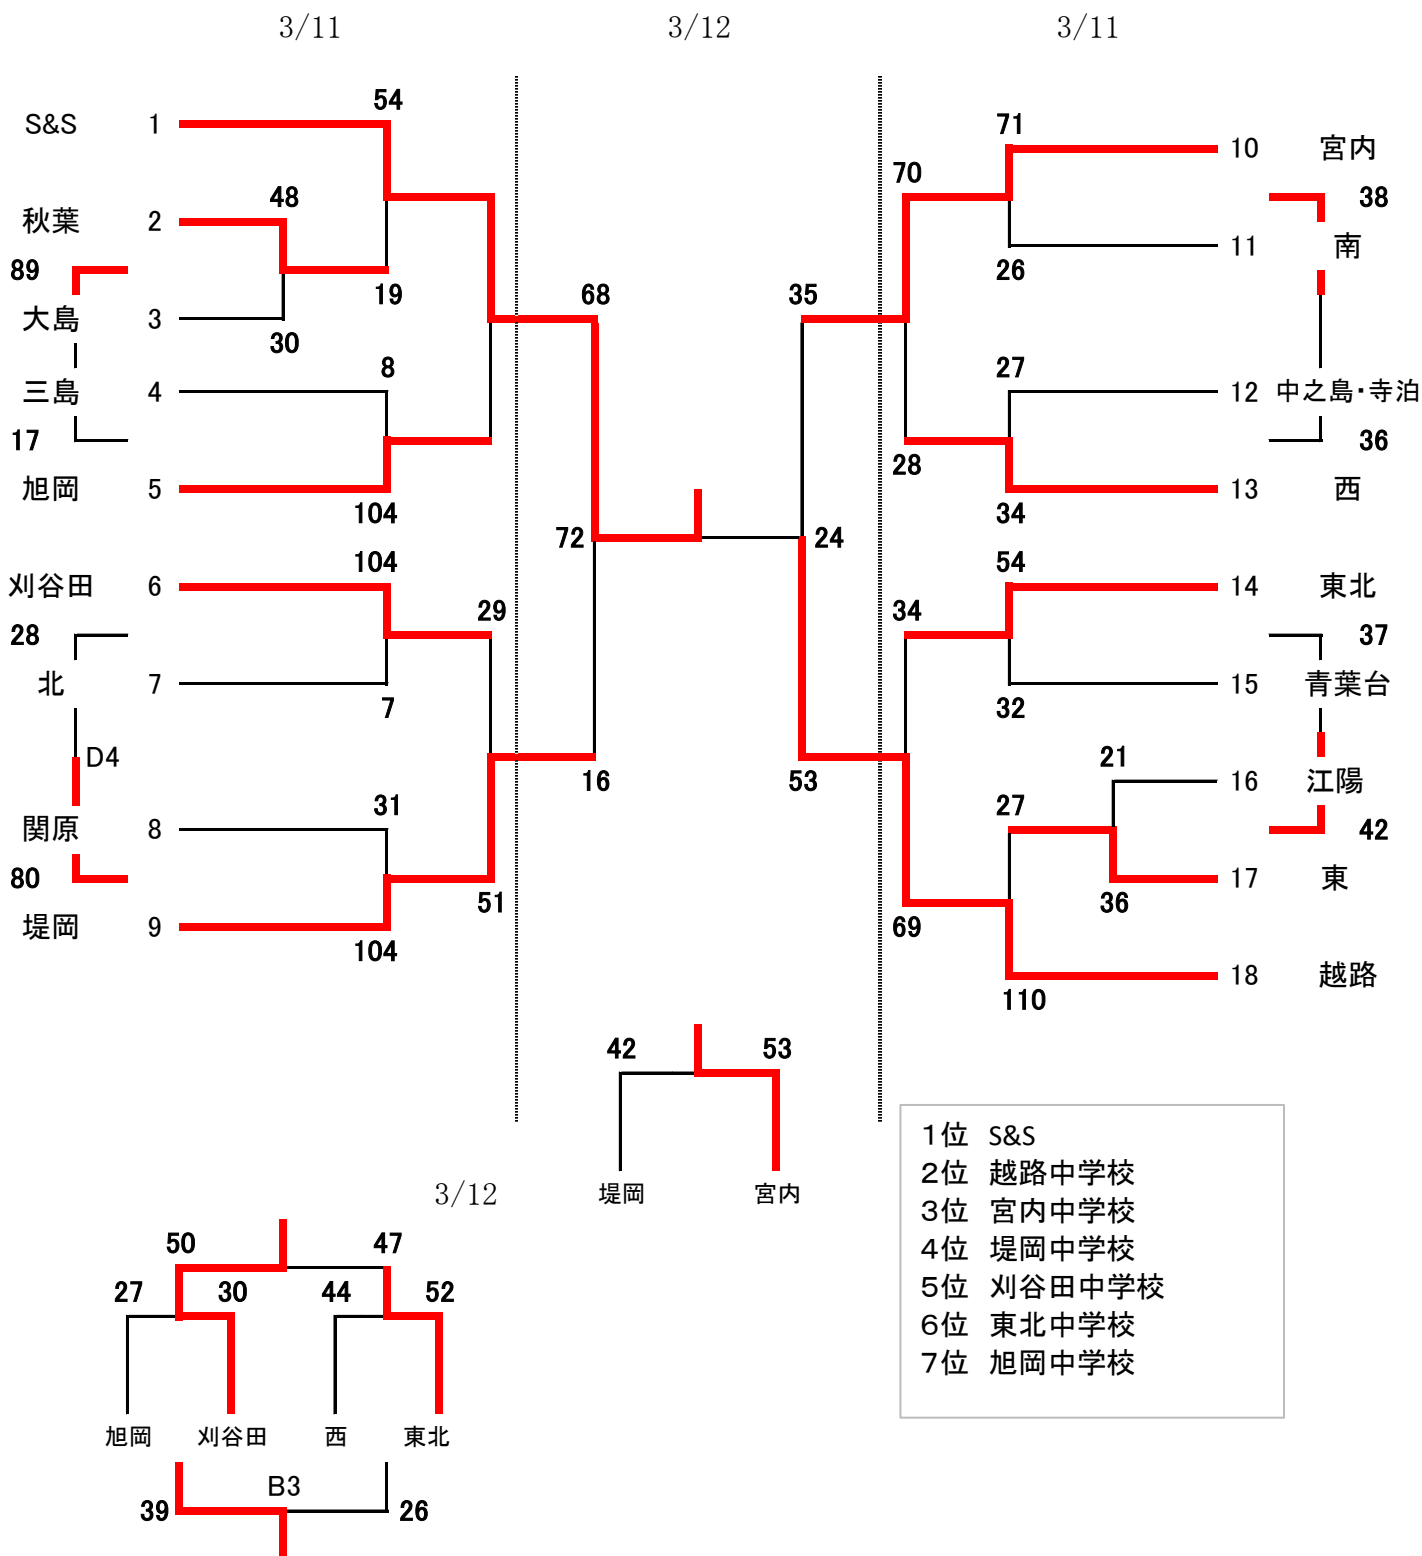 3/11 3/12 3/11
54
S&S 1
71
10 宮内
70
48
38
秋葉 2
11 南
89
26
19
68
35
大島 3
30
8
27
三島 4
12 中之島・寺泊
17
36
28
旭岡 5
13 西
104
34
72
24
104
54
刈谷田 6
14 東北
29
34
28
37
北 7
15 青葉台
7
32
D4
21
16
53
16 江陽
31
27
関原 8
42
80
17 東
51
36
堤岡 9
69
104
18 越路
110
42 53
堤岡 宮内
1位 S&S
2位 越路中学校
3位 宮内中学校
4位 堤岡中学校
5位 刈谷田中学校
6位 東北中学校
7位 旭岡中学校
3/12
50 47
27 30 44 52
旭岡 刈谷田 西 東北
B3
39 26